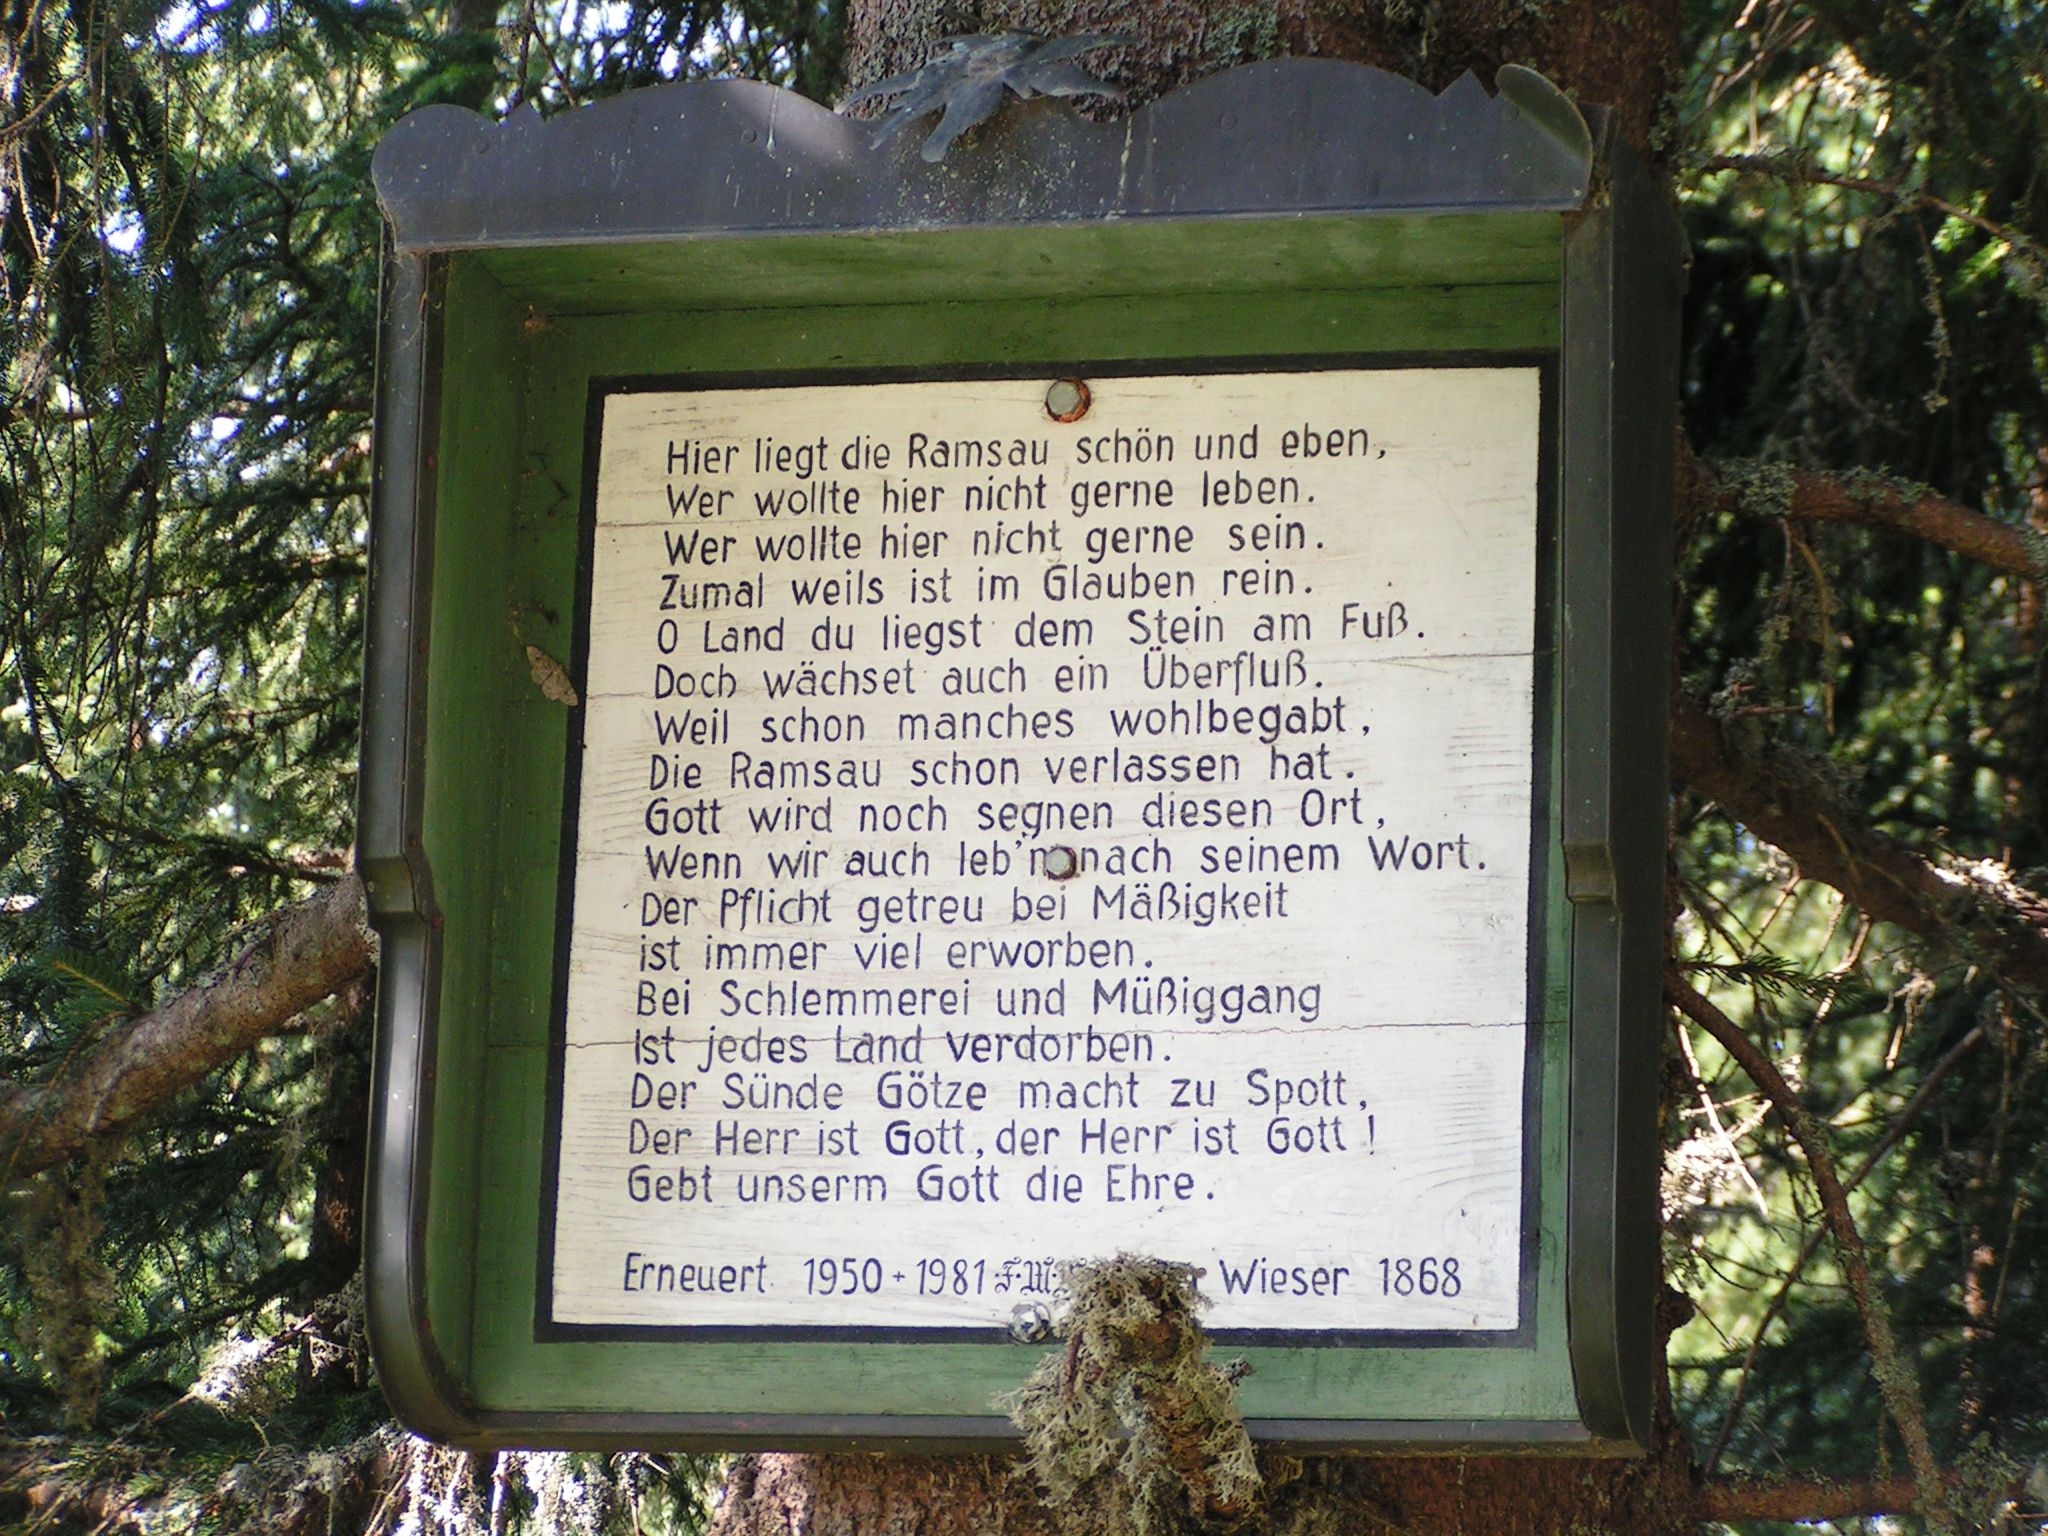 Hier liegt die Ramsau schön und eben,
Wer wollte hier nicht gerne leben.
Wer wollte hier nicht gerne sein.
Zumal weils ist im Glauben rein.
O Land du liegst dem Stein am Fuß.
Doch wächset auch ein Überfluß.
Weil schon manches wohlbegabt,
Die Ramsau schon verlassen hat.
Gott wird noch segnen diesen Ort,
Wenn wir auch leb'n nach seinem Wort.
Der Pflicht getreu bei Mäßigkeit
ist immer viel erworben.
Bei Schlemmerei und Müßiggang
Ist jedes Land verdorben.
Der Sünde Götze macht zu Spott,
Der Herr ist Gott, der Herr ist Gott!
Gebt unserm Gott die Ehre.
Erneuert 1950 + 1981 F.W. Wieser 1868